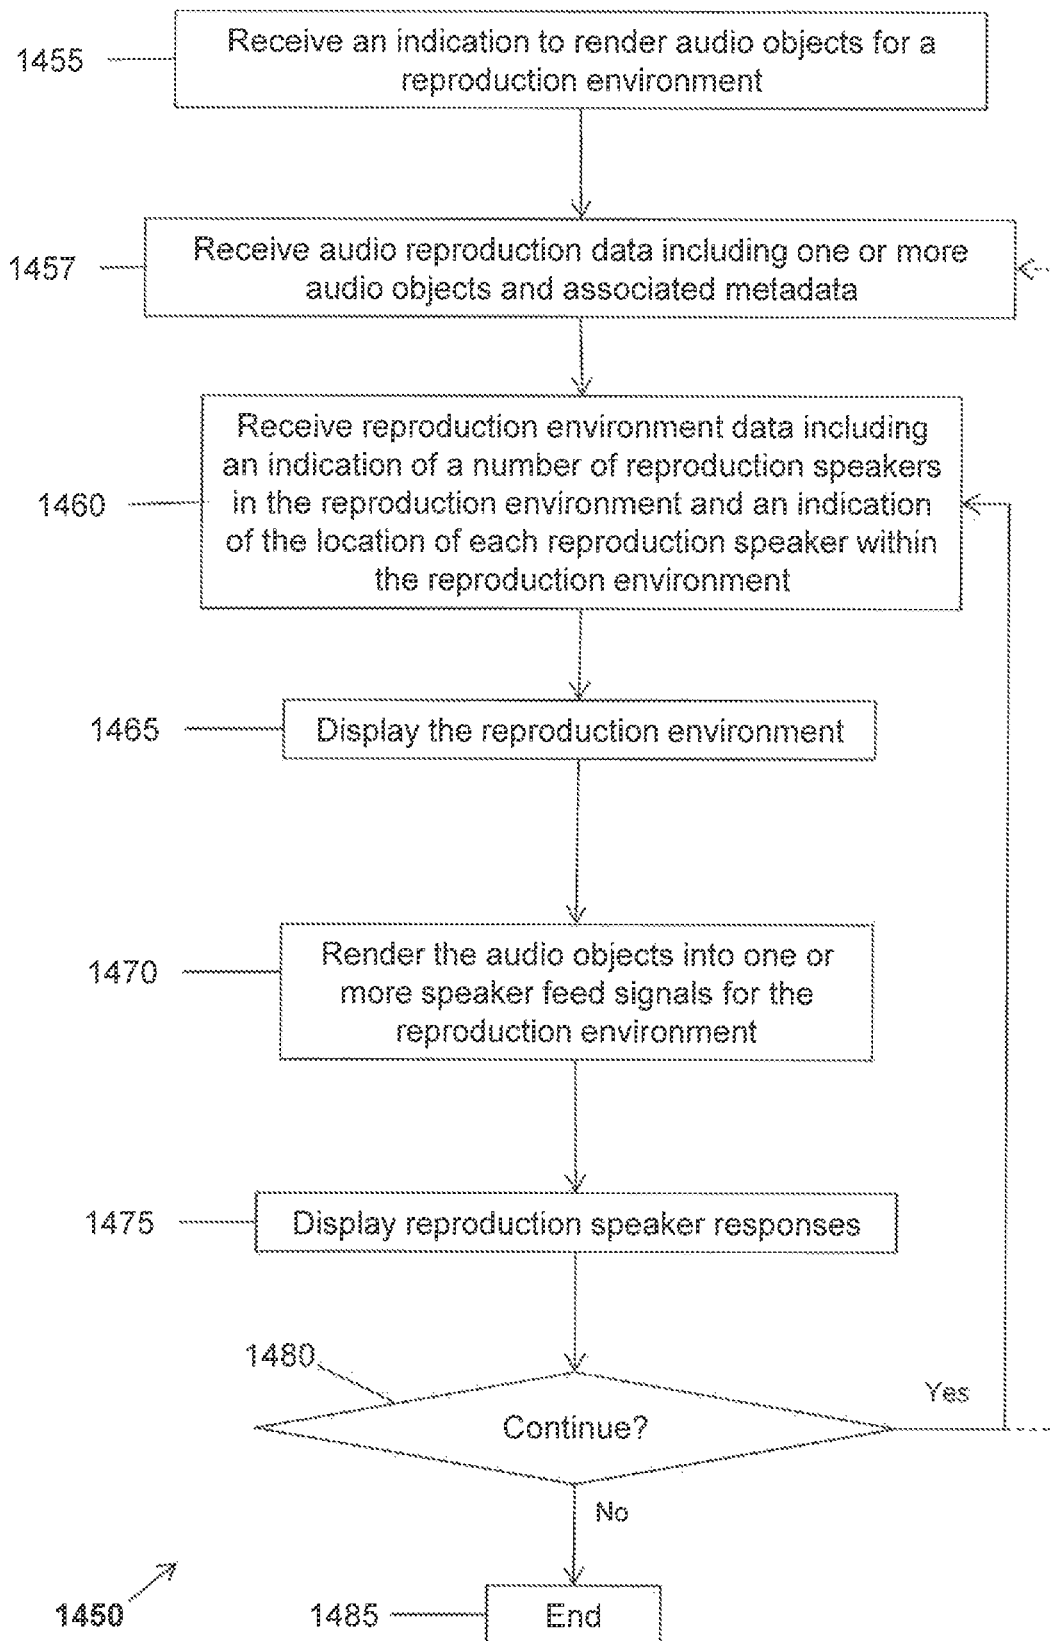 1455
Receive an indication to render audio objects for a
reproduction environment
1457
Receive audio reproduction data including one or more
audio objects and associated metadata
1460
Receive reproduction environment data including
an indication of a number of reproduction speakers
in the reproduction environment and an indication
of the location of each reproduction speaker within
the reproduction environment
1465
Display the reproduction environment
1470
Render the audio objects into one or
more speaker feed signals for the
reproduction environment
1475
Display reproduction speaker responses
1480
Continue?
Yes
No
1450
1485
End